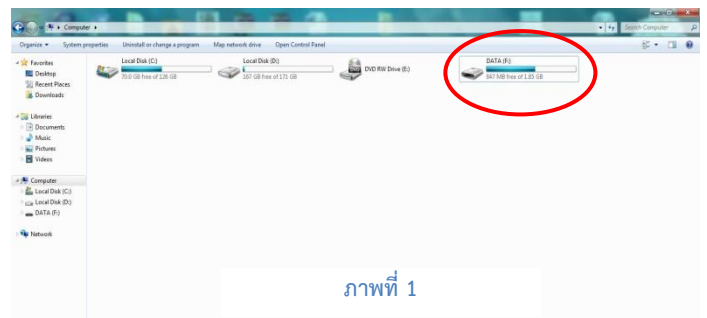 Computer
Search Computer
Organize System properties Uninstall or change a program Map network drive Open Control Panel
Favorites
Desktop
Recent Places
Downloads
Libraries
Documents
Music
Pictures
Videos
Computer
Local Disk (C:)
Local Disk (D:)
DATA (F:)
Network
Local Disk (C:)
70.0 GB free of 126 GB
Local Disk (D:)
167 GB free of 171 GB
DVD RW Drive (E:)
DATA (F:)
847 MB free of 1.85 GB
ภาพที่ 1